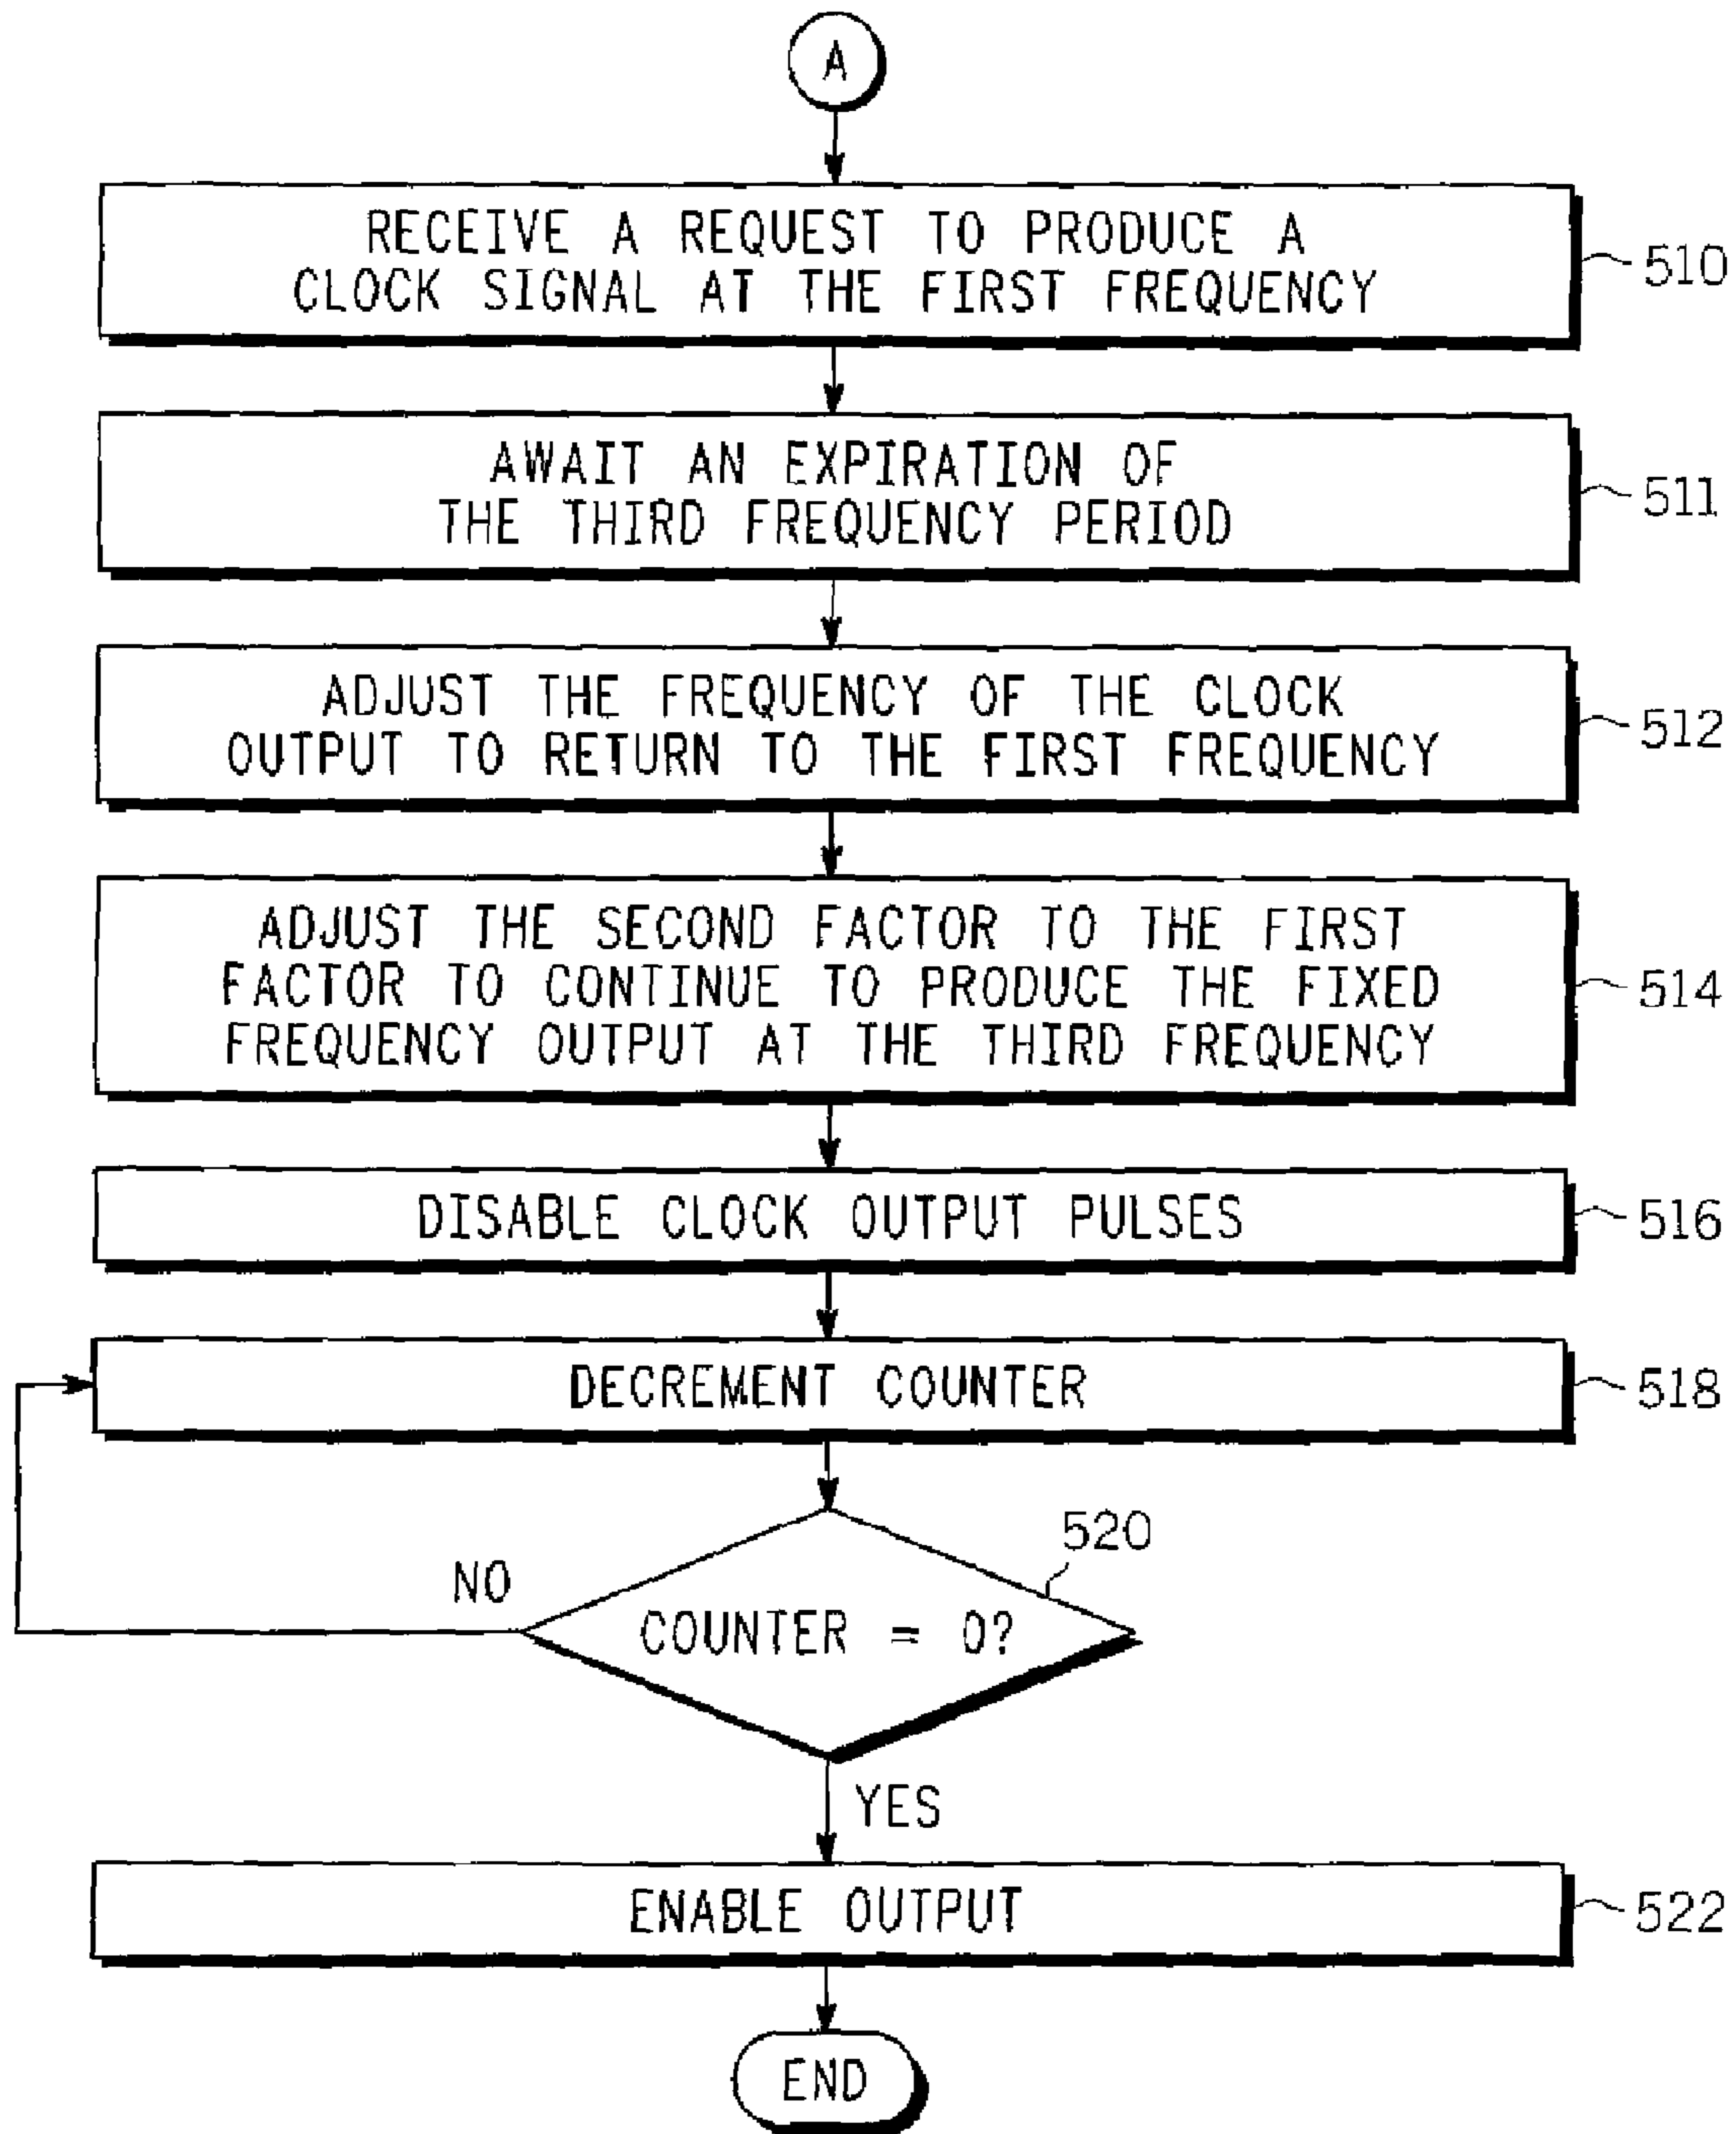 A
RECEIVE A REQUEST TO PRODUCE A
CLOCK SIGNAL AT THE FIRST FREQUENCY
510
AWAIT AN EXPIRATION OF
THE THIRD FREQUENCY PERIOD
511
ADJUST THE FREQUENCY OF THE CLOCK
OUTPUT TO RETURN TO THE FIRST FREQUENCY
512
ADJUST THE SECOND FACTOR TO THE FIRST
FACTOR TO CONTINUE TO PRODUCE THE FIXED
FREQUENCY OUTPUT AT THE THIRD FREQUENCY
514
DISABLE CLOCK OUTPUT PULSES
516
DECREMENT COUNTER
518
520
NO
COUNTER = 0?
YES
ENABLE OUTPUT
522
END